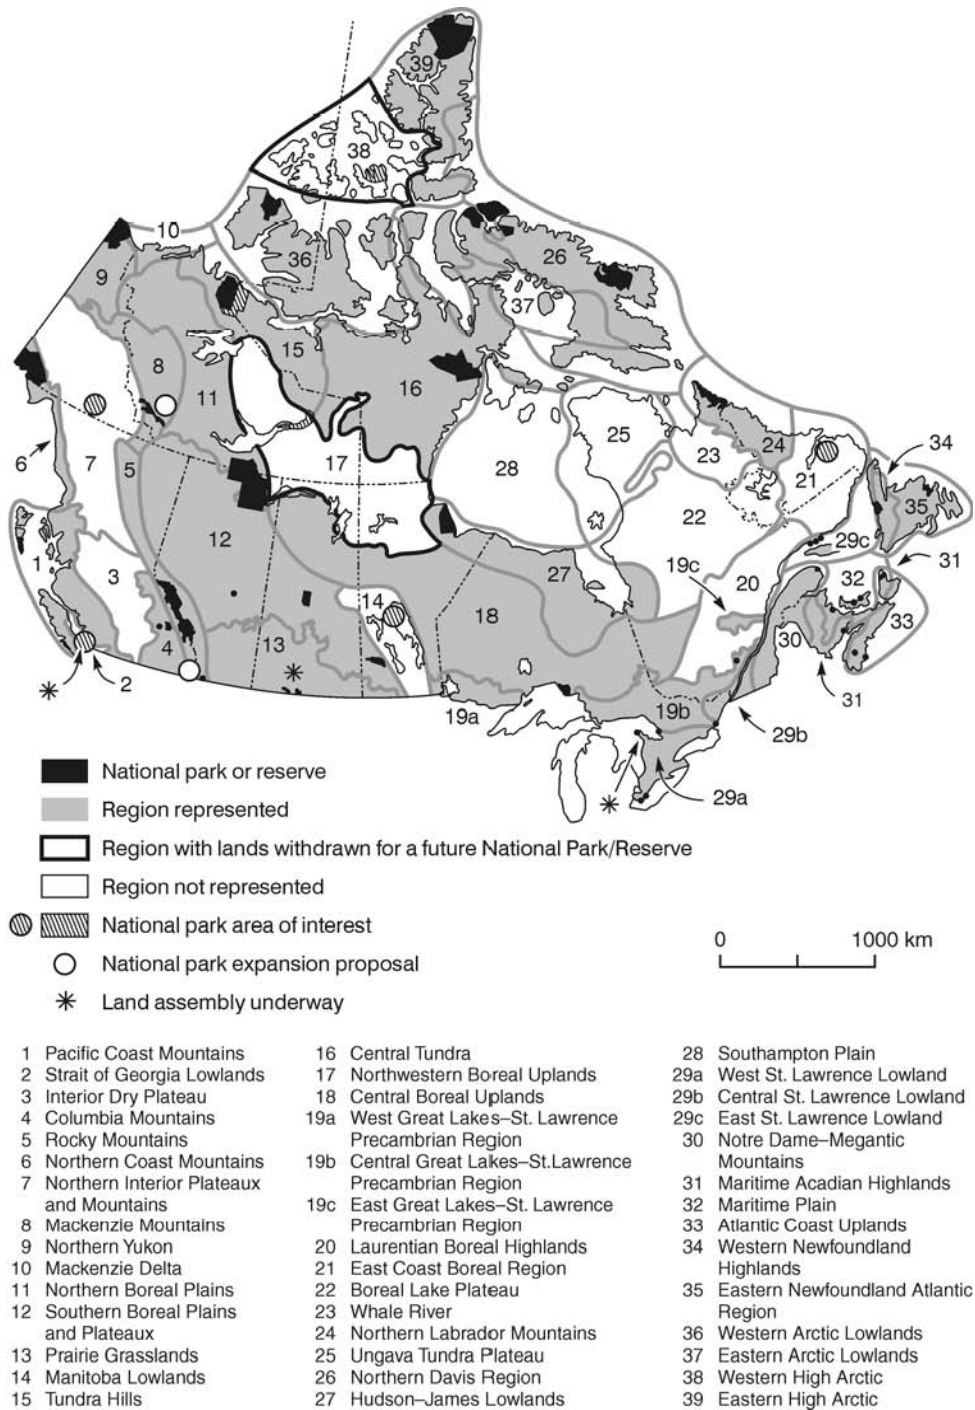 39
38
10
36
26
9
37
15
8
16
11
25
24
34
6
7
5
17
28
23
21
35
22
12
29c
1
3
27
19c
20
32
31
14
18
30
33
4
13
2
19a
19b
31
29b
29a
National park or reserve
Region represented
Region with lands withdrawn for a future National Park/Reserve
Region not represented
National park area of interest
National park expansion proposal
Land assembly underway
0 1000 km
1 Pacific Coast Mountains
2 Strait of Georgia Lowlands
3 Interior Dry Plateau
4 Columbia Mountains
5 Rocky Mountains
6 Northern Coast Mountains
7 Northern Interior Plateaux
and Mountains
8 Mackenzie Mountains
9 Northern Yukon
10 Mackenzie Delta
11 Northern Boreal Plains
12 Southern Boreal Plains
and Plateaux
13 Prairie Grasslands
14 Manitoba Lowlands
15 Tundra Hills
16 Central Tundra
17 Northwestern Boreal Uplands
18 Central Boreal Uplands
19a West Great Lakes–St. Lawrence
Precambrian Region
19b Central Great Lakes–St.Lawrence
Precambrian Region
19c East Great Lakes–St. Lawrence
Precambrian Region
20 Laurentian Boreal Highlands
21 East Coast Boreal Region
22 Boreal Lake Plateau
23 Whale River
24 Northern Labrador Mountains
25 Ungava Tundra Plateau
26 Northern Davis Region
27 Hudson–James Lowlands
28 Southampton Plain
29a West St. Lawrence Lowland
29b Central St. Lawrence Lowland
29c East St. Lawrence Lowland
30 Notre Dame–Megantic
Mountains
31 Maritime Acadian Highlands
32 Maritime Plain
33 Atlantic Coast Uplands
34 Western Newfoundland
Highlands
35 Eastern Newfoundland Atlantic
Region
36 Western Arctic Lowlands
37 Eastern Arctic Lowlands
38 Western High Arctic
39 Eastern High Arctic